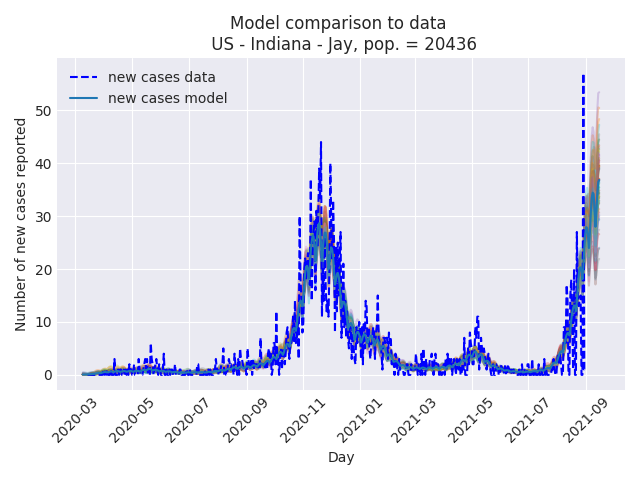 Model comparison to data
US - Indiana - Jay, pop. = 20436
new cases data
new cases model
Number of new cases reported
50
40
30
20
10
0
2020-03
2020-05
2020-07
2020-09
2020-11
2021-01
2021-03
2021-05
2021-07
2021-09
Day